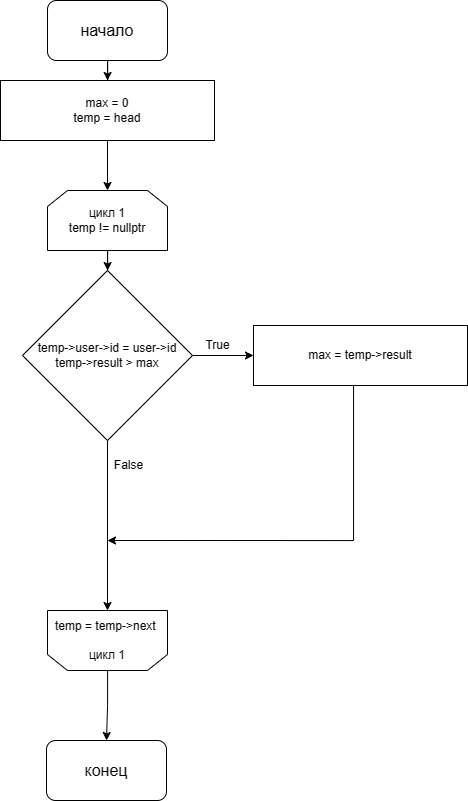 начало
max = 0
temp = head
цикл 1
temp != nullptr
temp->user->id = user->id
temp->result > max
True
max = temp->result
False
temp = temp->next
цикл 1
конец